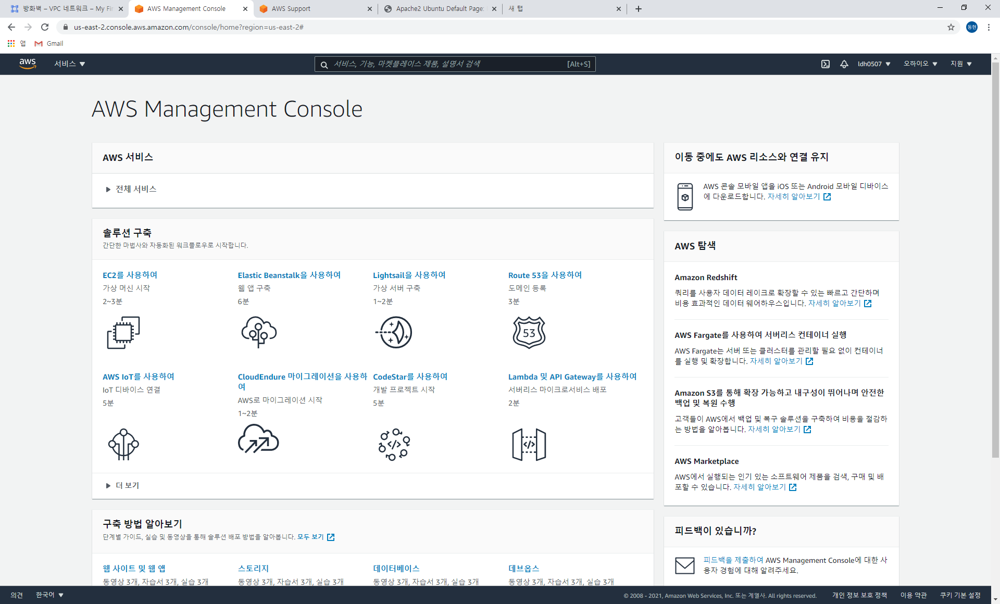 방화벽 – VPC 네트워크 – My Fir
AWS Management Console
AWS Support
Apache2 Ubuntu Default Page:
새 탭
us-east-2.console.aws.amazon.com/console/home?region=us-east-2#
동현
앱
Gmail
aws
서비스
서비스, 기능, 마켓플레이스 제품, 설명서 검색
[Alt+S]
ldh0507
오하이오
지원
AWS Management Console
AWS 서비스
전체 서비스
솔루션 구축
간단한 마법사와 자동화된 워크플로우로 시작합니다.
EC2를 사용하여
가상 머신 시작
2~3분
Elastic Beanstalk을 사용하여
웹 앱 구축
6분
Lightsail을 사용하여
가상 서버 구축
1~2분
Route 53을 사용하여
도메인 등록
3분
53
AWS IoT를 사용하여
IoT 디바이스 연결
5분
CloudEndure 마이그레이션을 사용하
여
AWS로 마이그레이션 시작
1~2분
CodeStar를 사용하여
개발 프로젝트 시작
5분
</>
Lambda 및 API Gateway를 사용하여
서버리스 마이크로서비스 배포
2분
</>
더 보기
구축 방법 알아보기
단계별 가이드, 실습 및 동영상을 통해 솔루션 배포 방법을 알아봅니다. 모두 보기
웹 사이트 및 웹 앱
동영상 3개, 자습서 3개, 실습 3개
스토리지
동영상 3개, 자습서 3개, 실습 3개
데이터베이스
동영상 3개, 자습서 3개, 실습 3개
데브옵스
동영상 3개, 자습서 3개, 실습 3개
이동 중에도 AWS 리소스와 연결 유지
AWS 콘솔 모바일 앱을 iOS 또는 Android 모바일 디바이스
에 다운로드합니다. 자세히 알아보기
AWS 탐색
Amazon Redshift
쿼리를 사용자 데이터 레이크로 확장할 수 있는 빠르고 간단하며
비용 효과적인 데이터 웨어하우스입니다. 자세히 알아보기
AWS Fargate를 사용하여 서버리스 컨테이너 실행
AWS Fargate는 서버 또는 클러스터를 관리할 필요 없이 컨테이너
를 실행 및 확장합니다. 자세히 알아보기
Amazon S3를 통해 확장 가능하고 내구성이 뛰어나며 안전한
백업 및 복원 수행
고객들이 AWS에서 백업 및 복구 솔루션을 구축하여 비용을 절감하
는 방법을 알아봅니다. 자세히 알아보기
AWS Marketplace
AWS에서 실행되는 인기 있는 소프트웨어 제품을 검색, 구매 및 배
포할 수 있습니다. 자세히 알아보기
피드백이 있습니까?
피드백을 제출하여 AWS Management Console에 대한 사
용자 경험에 대해 알려주세요.
의견
한국어
© 2008 - 2021, Amazon Web Services, Inc. 또는 계열사. All rights reserved.
개인 정보 보호 정책
이용 약관
쿠키 기본 설정